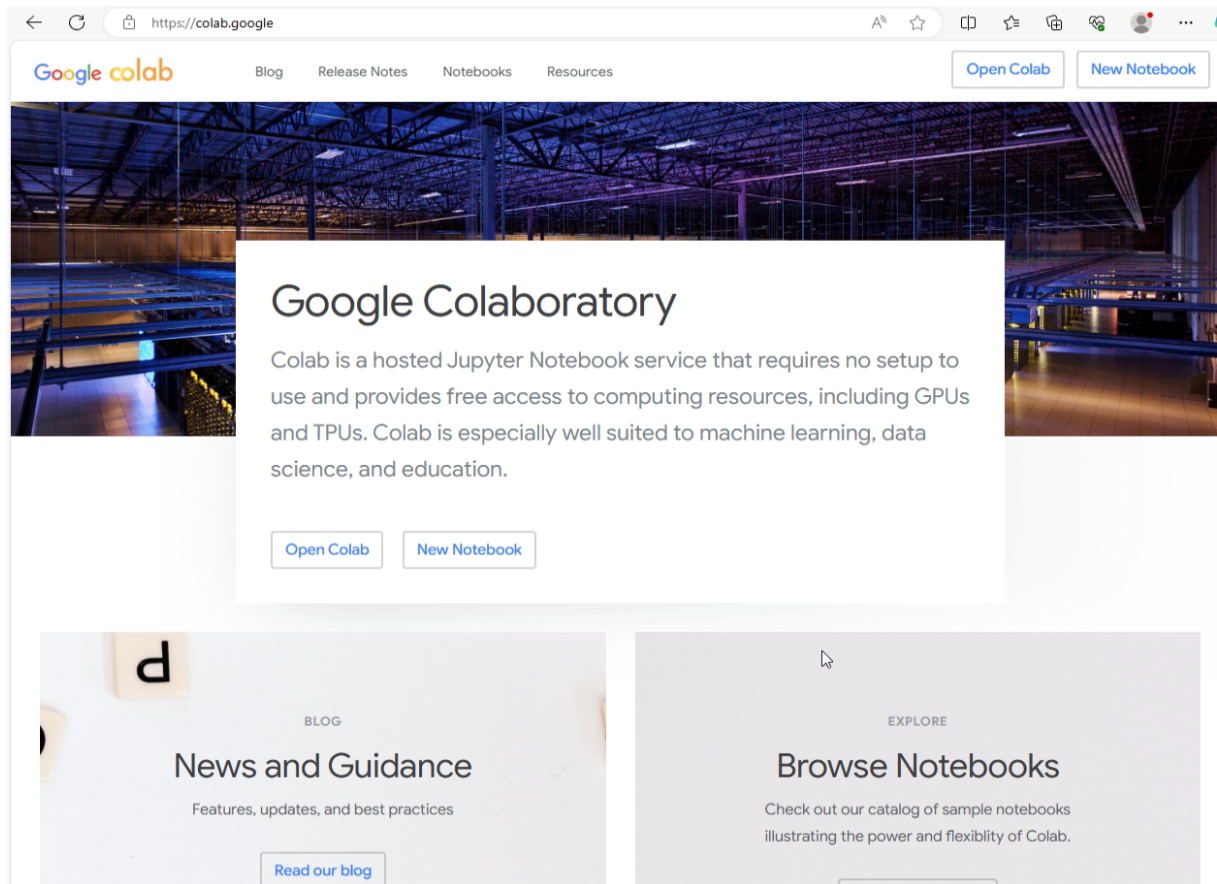 https://colab.google
Google colab
Blog
Release Notes
Notebooks
Resources
Open Colab
New Notebook
Google Colaboratory
Colab is a hosted Jupyter Notebook service that requires no setup to
use and provides free access to computing resources, including GPUs
and TPUs. Colab is especially well suited to machine learning, data
science, and education.
Open Colab
New Notebook
BLOG
News and Guidance
Features, updates, and best practices
Read our blog
EXPLORE
Browse Notebooks
Check out our catalog of sample notebooks
illustrating the power and flexiblity of Colab.